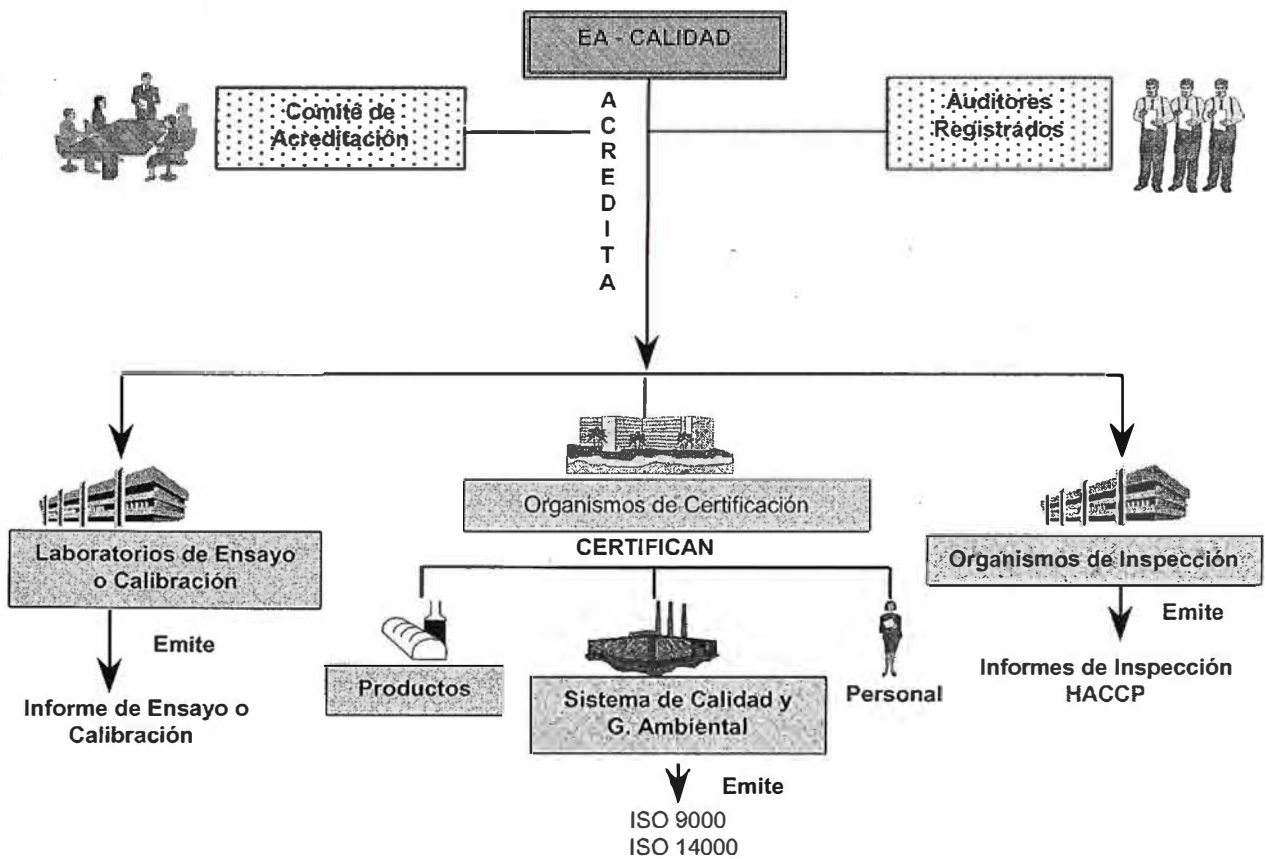 EA - CALIDAD
Comité de
Acreditación
ACREDITA
Auditores
Registrados
Organismos de Certificación
CERTIFICAN
Laboratorios de Ensayo
o Calibración
Emite
Informe de Ensayo o
Calibración
Productos
Sistema de Calidad y
G. Ambiental
Personal
Emite
ISO 9000
ISO 14000
Organismos de Inspección
Emite
Informes de Inspección
HACCP